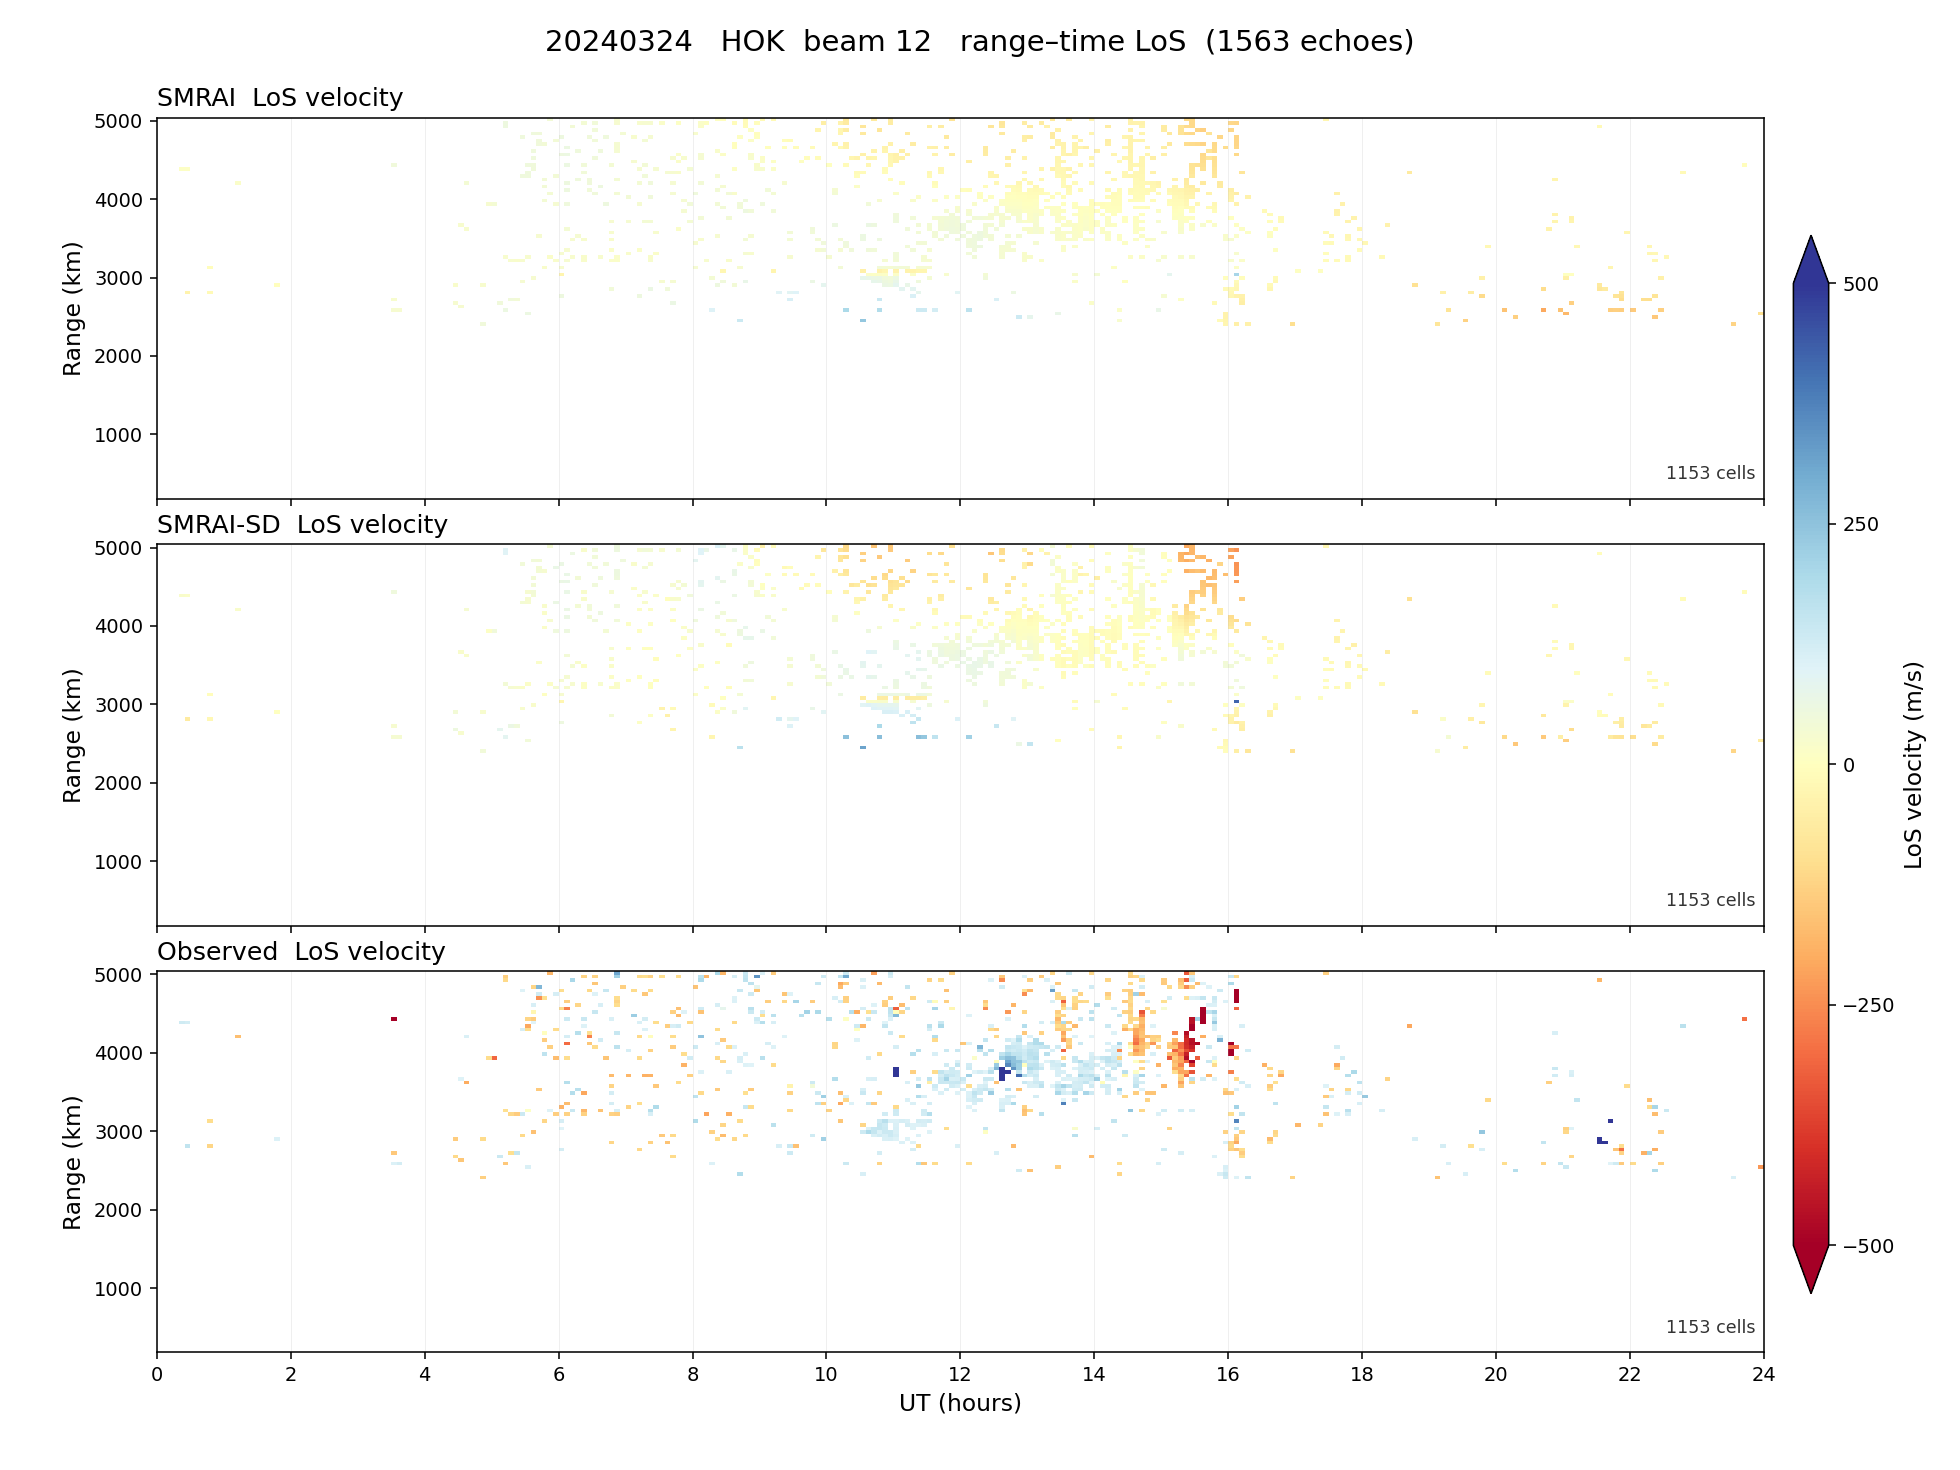 20240324   HOK  beam 12   range–time LoS  (1563 echoes)
SMRAI  LoS velocity
5000
4000
3000
2000
1000
Range (km)
1153 cells
SMRAI-SD  LoS velocity
5000
4000
3000
2000
1000
Range (km)
1153 cells
Observed  LoS velocity
5000
4000
3000
2000
1000
Range (km)
1153 cells
0 2 4 6 8 10 12 14 16 18 20 22 24
UT (hours)
500
250
0
−250
−500
LoS velocity (m/s)